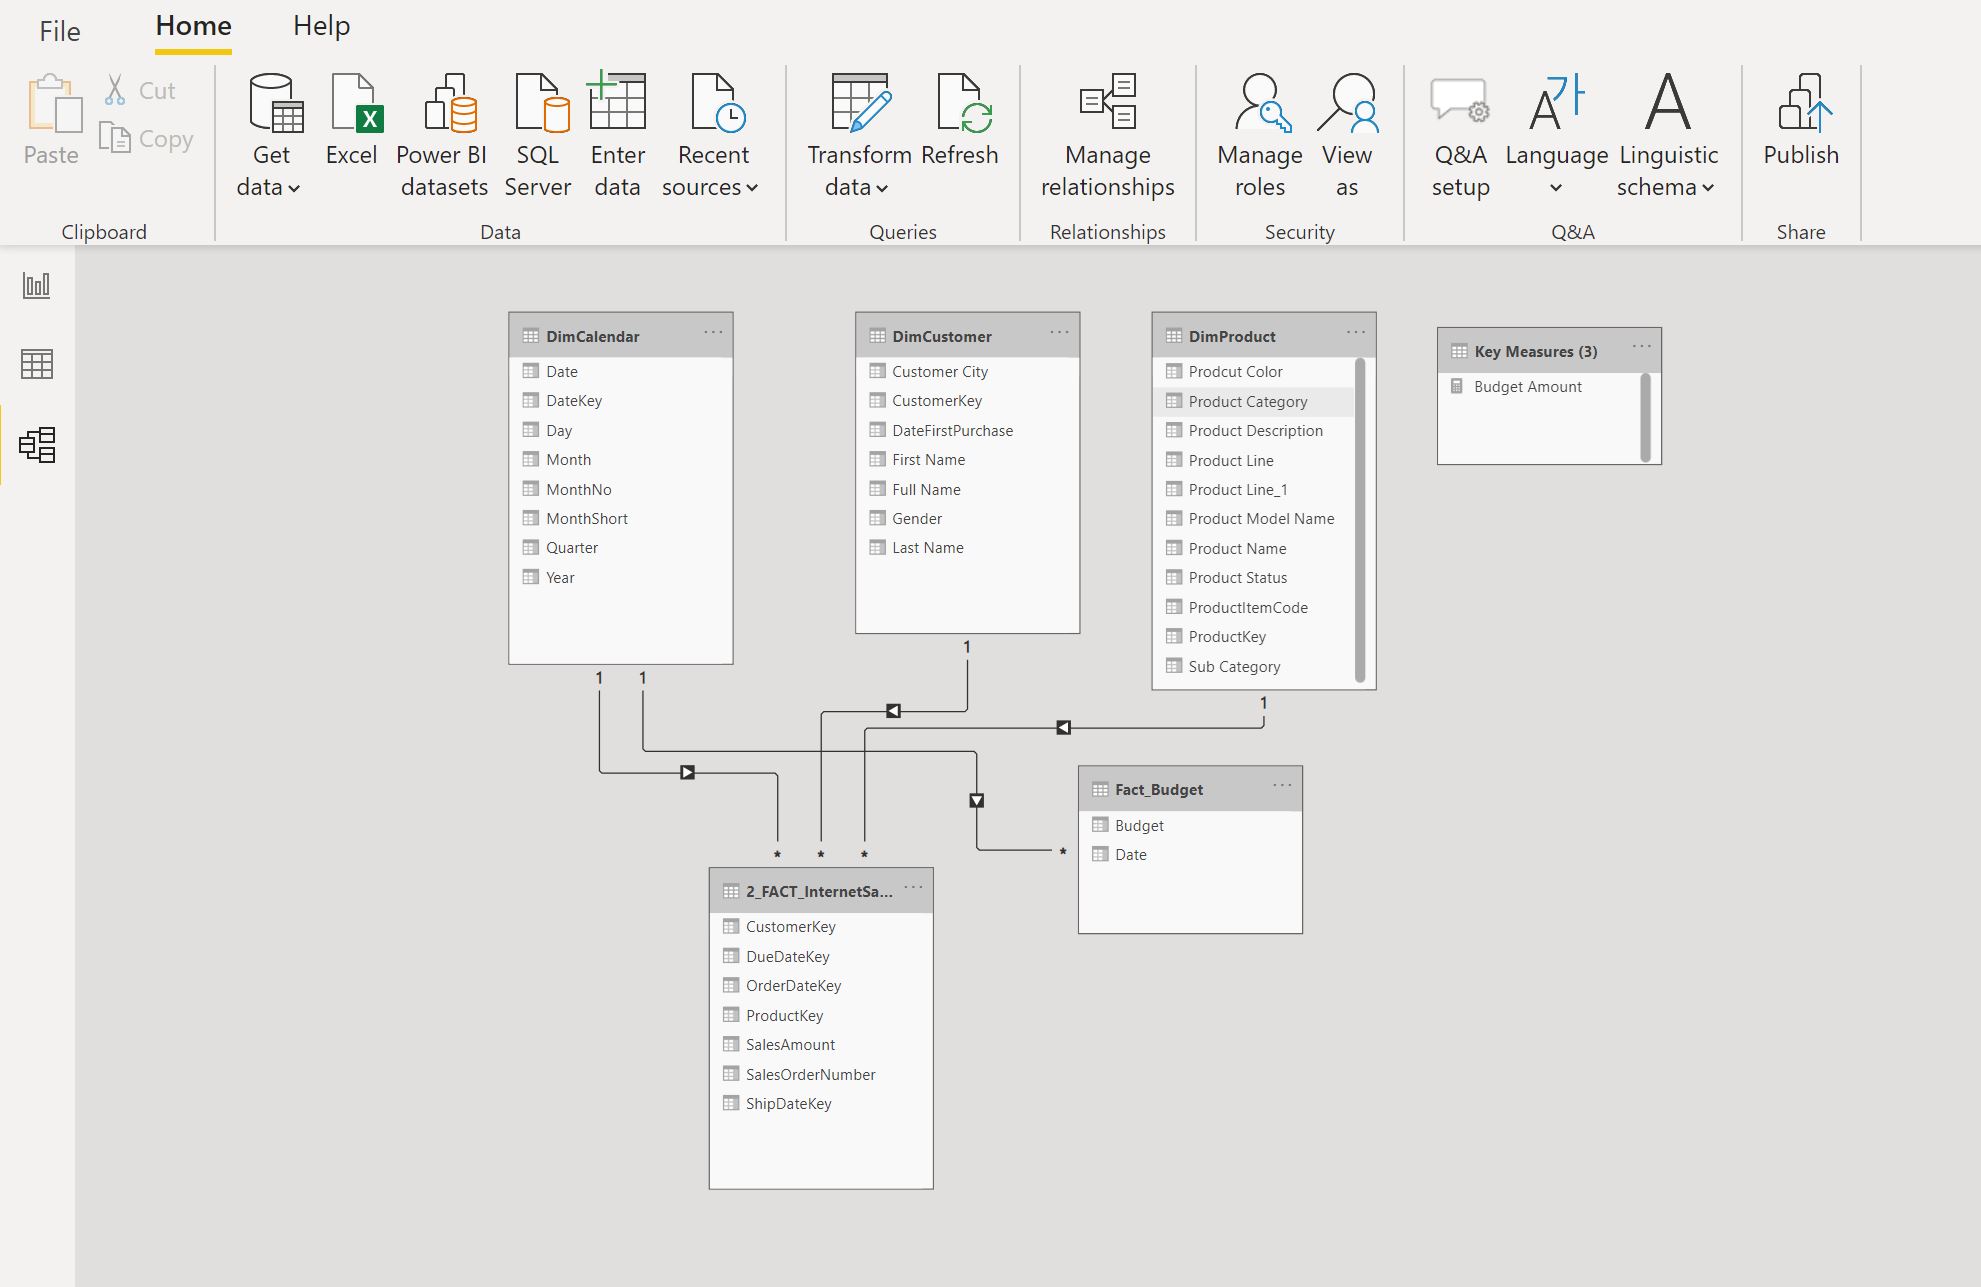 File
Home
Help
Paste
Cut
Copy
Clipboard
Get
data
Excel
Power BI
datasets
SQL
Server
Enter
data
Recent
sources
Data
Transform
data
Refresh
Queries
Manage
relationships
Relationships
Manage
roles
View
as
Security
Q&A
setup
Language
Linguistic
schema
Q&A
Publish
Share
DimCalendar
Date
DateKey
Day
Month
MonthNo
MonthShort
Quarter
Year
DimCustomer
Customer City
CustomerKey
DateFirstPurchase
First Name
Full Name
Gender
Last Name
DimProduct
Prodcut Color
Product Category
Product Description
Product Line
Product Line_1
Product Model Name
Product Name
Product Status
ProductItemCode
ProductKey
Sub Category
Key Measures (3)
Budget Amount
1
1
1
1
*
*
*
*
Fact_Budget
Budget
Date
2_FACT_InternetSa...
CustomerKey
DueDateKey
OrderDateKey
ProductKey
SalesAmount
SalesOrderNumber
ShipDateKey